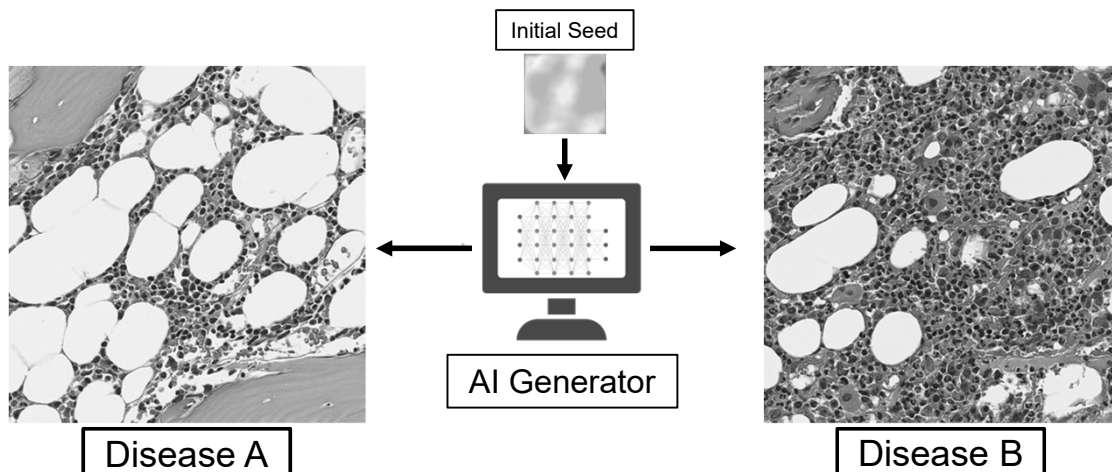 Initial Seed
AI Generator
Disease A
Disease B